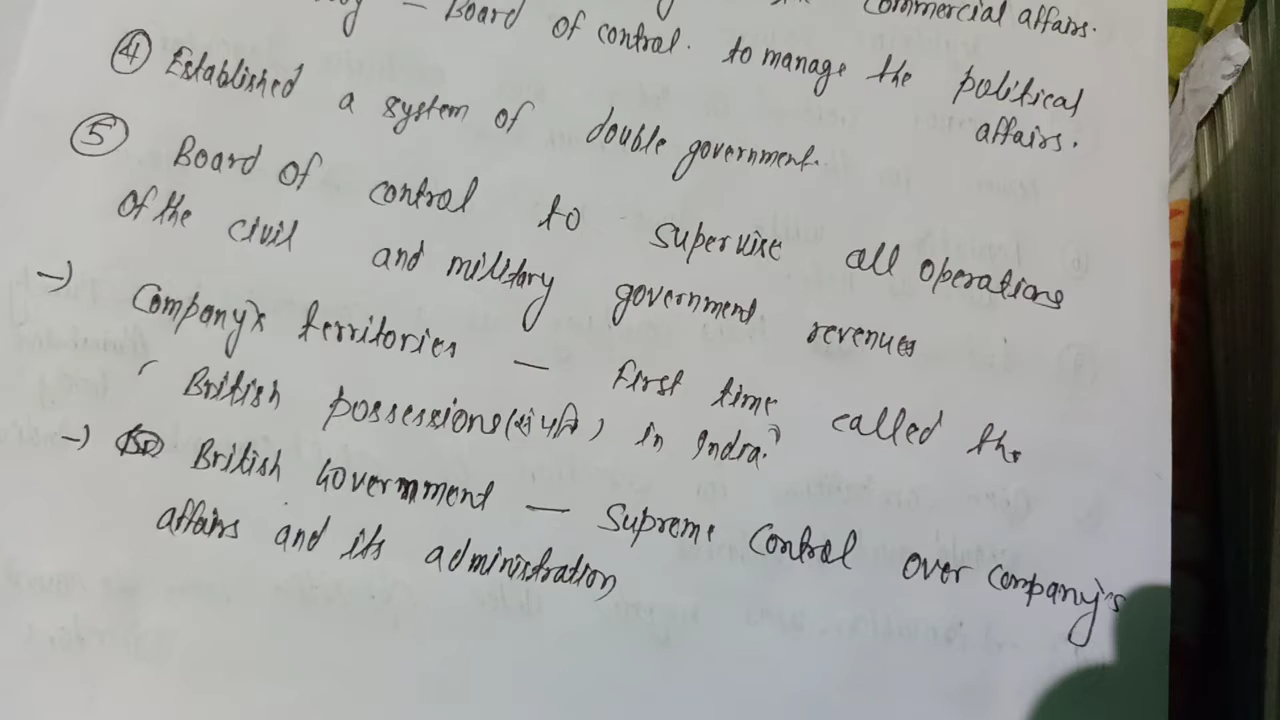 commercial affairs.
– Board of control. to manage the political
affairs.
④ Established a system of double government.
⑤ Board of control to supervise all operations
of the civil and military government revenues
→ Company's territories – First time called the
"British possessions (संपत्ति) in India."
→ British Government – Supreme Control over Company's
affairs and its administration